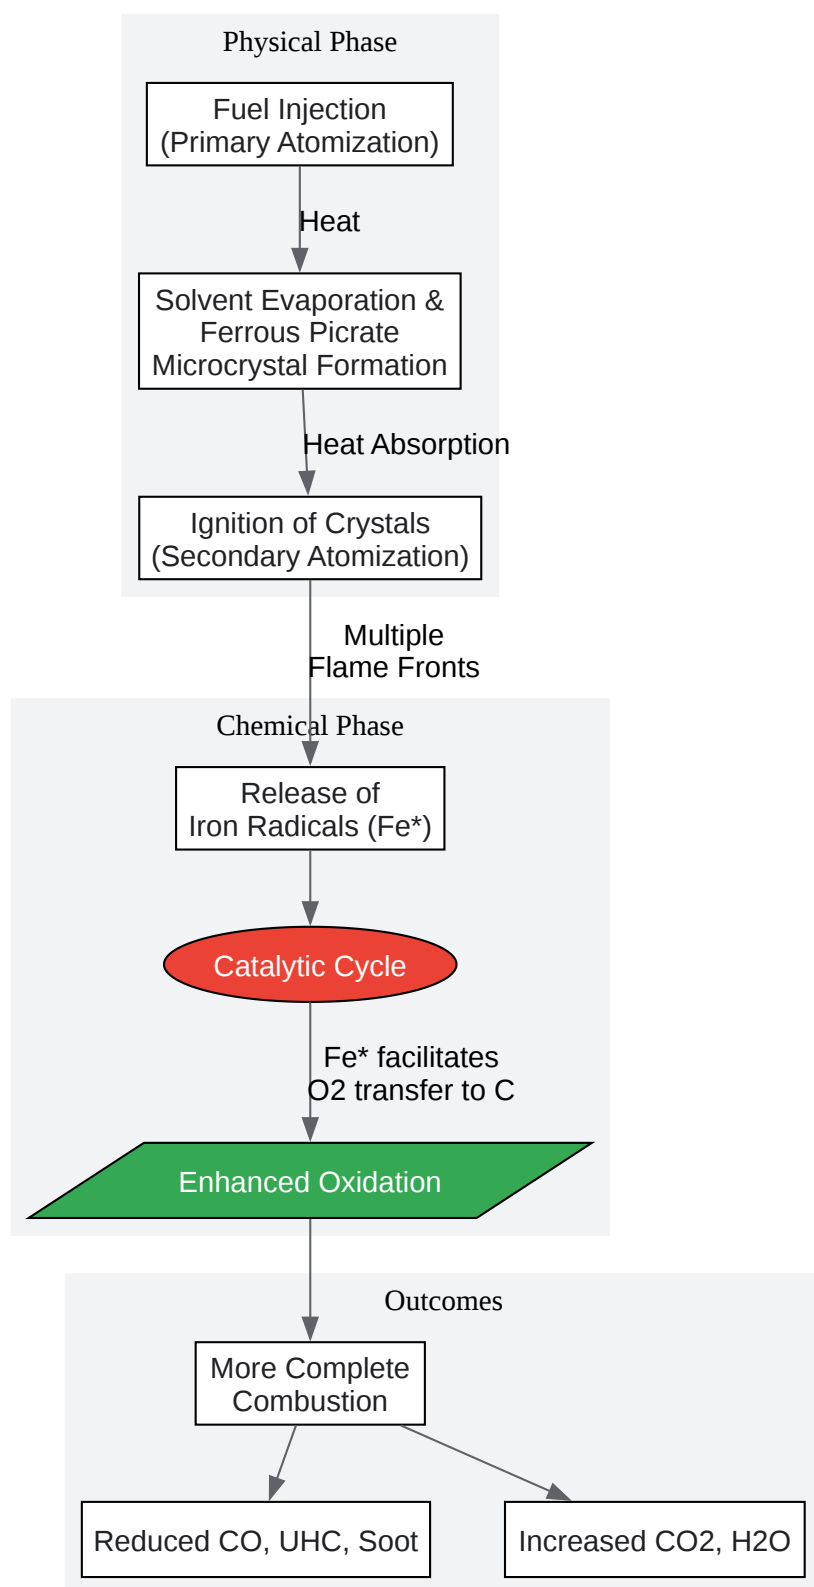 Physical Phase
Fuel Injection
(Primary Atomization)
Heat
Solvent Evaporation &
Ferrous Picrate
Microcrystal Formation
Heat Absorption
Ignition of Crystals
(Secondary Atomization)
Multiple
Flame Fronts
Chemical Phase
Release of
Iron Radicals (Fe*)
Catalytic Cycle
Fe* facilitates
O2 transfer to C
Enhanced Oxidation
Outcomes
More Complete
Combustion
Reduced CO, UHC, Soot
Increased CO2, H2O